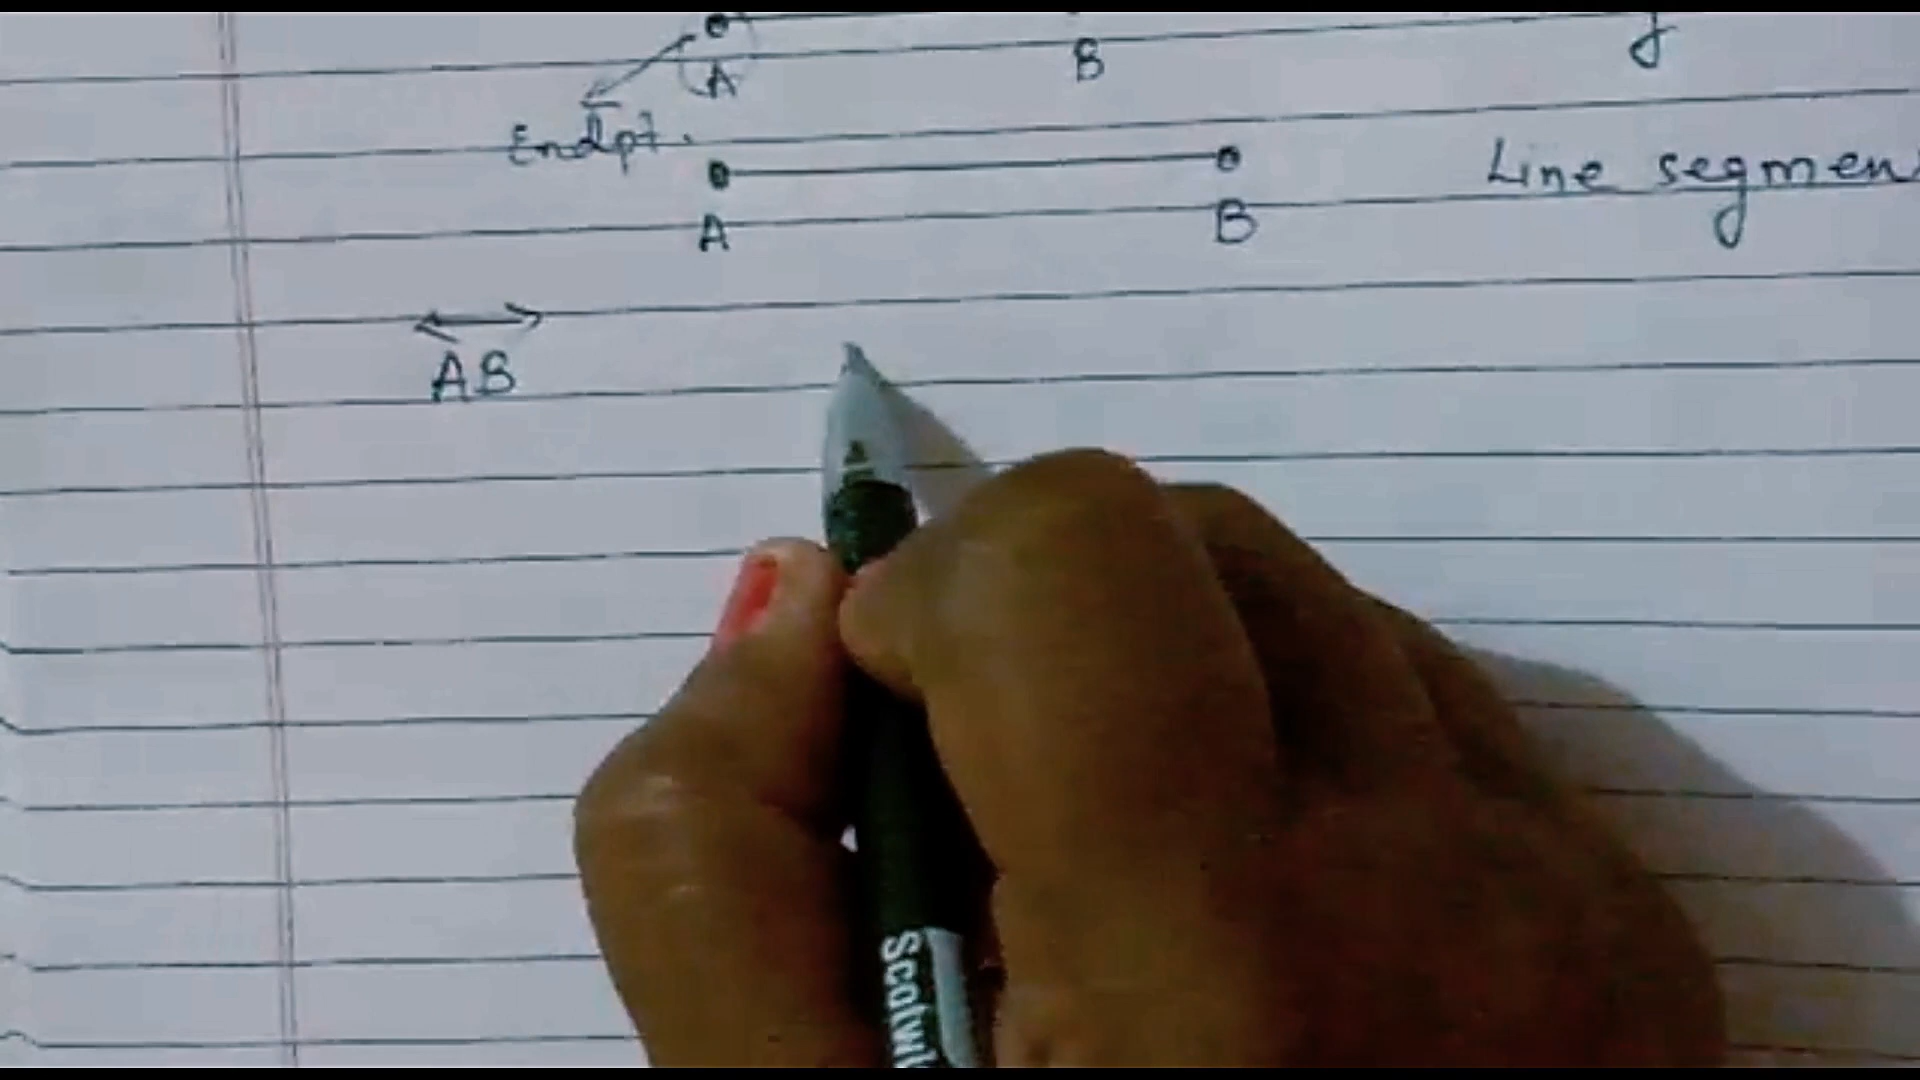 A B
Endpt.
Line segmen
A B
AB